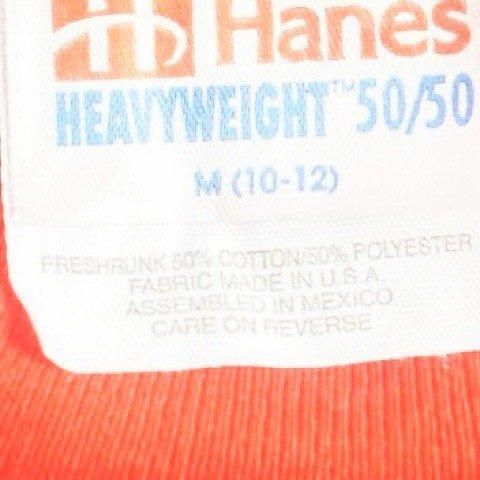 Hanes
HEAVYWEIGHT™ 50/50
M (10-12)
PRESHRUNK 50% COTTON/50% POLYESTER
FABRIC MADE IN U.S.A.
ASSEMBLED IN MEXICO
CARE ON REVERSE